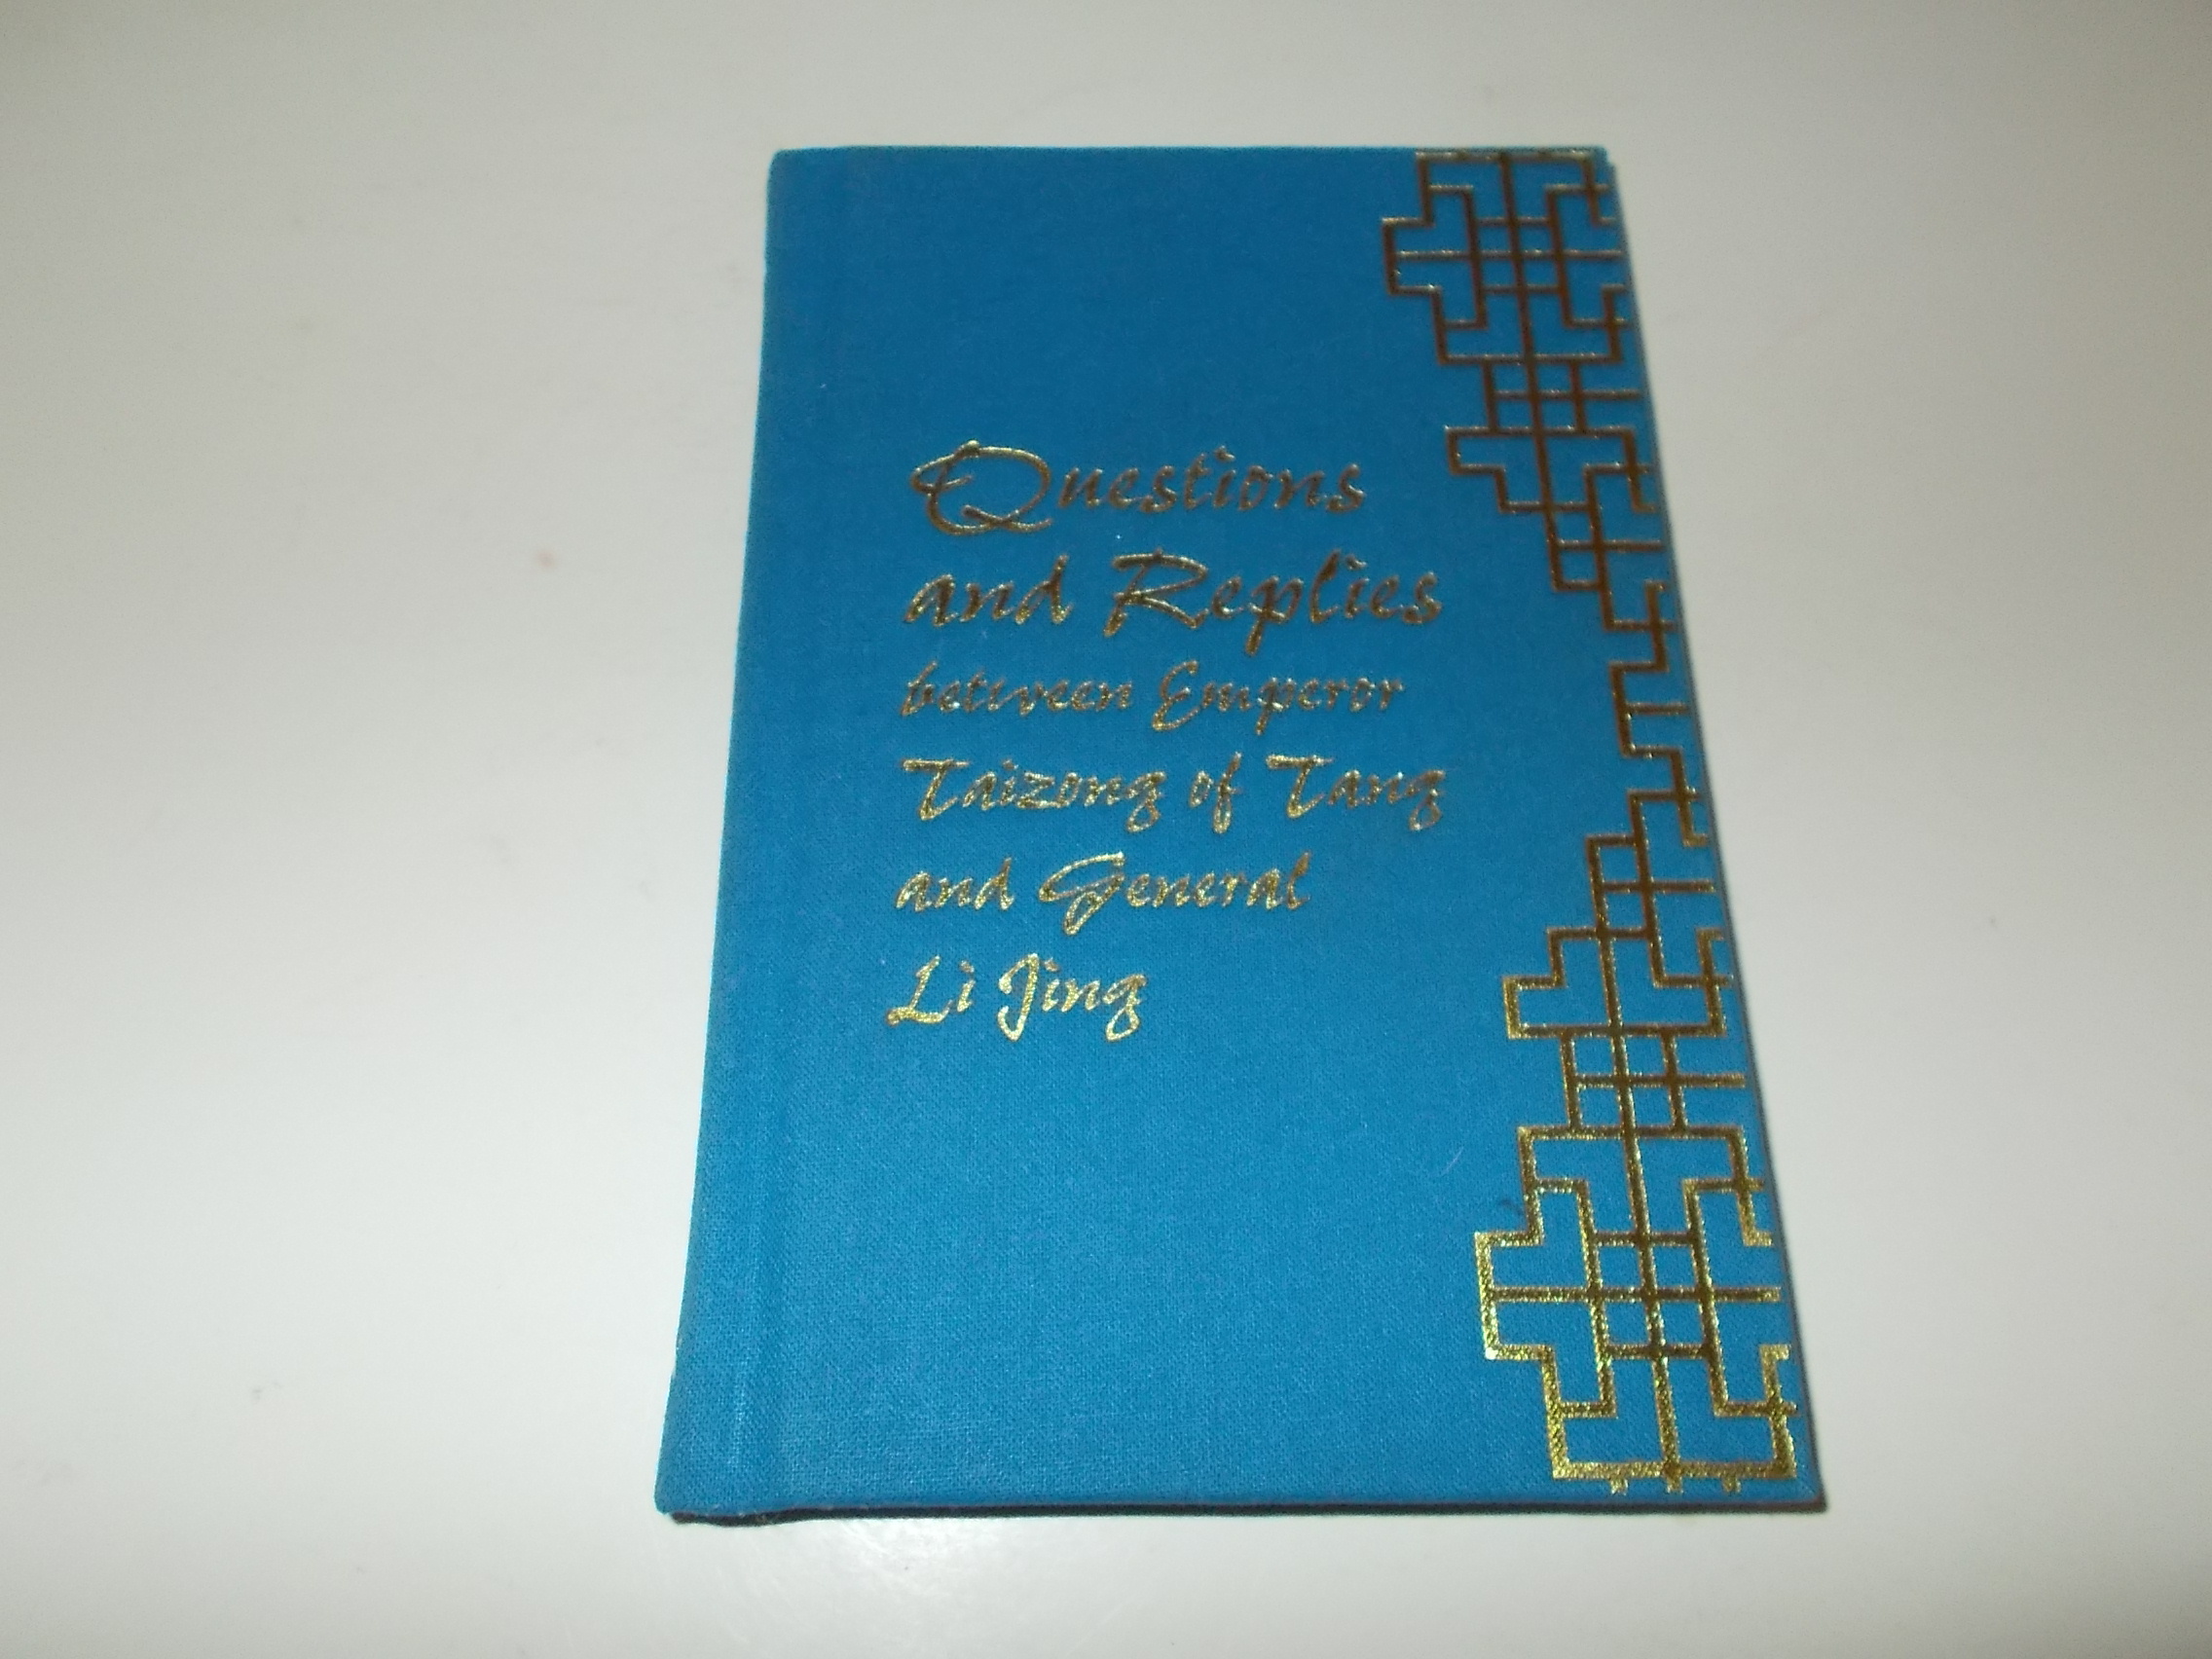 Questions
and Replies
between Emperor
Taizong of Tang
and General
Li Jing